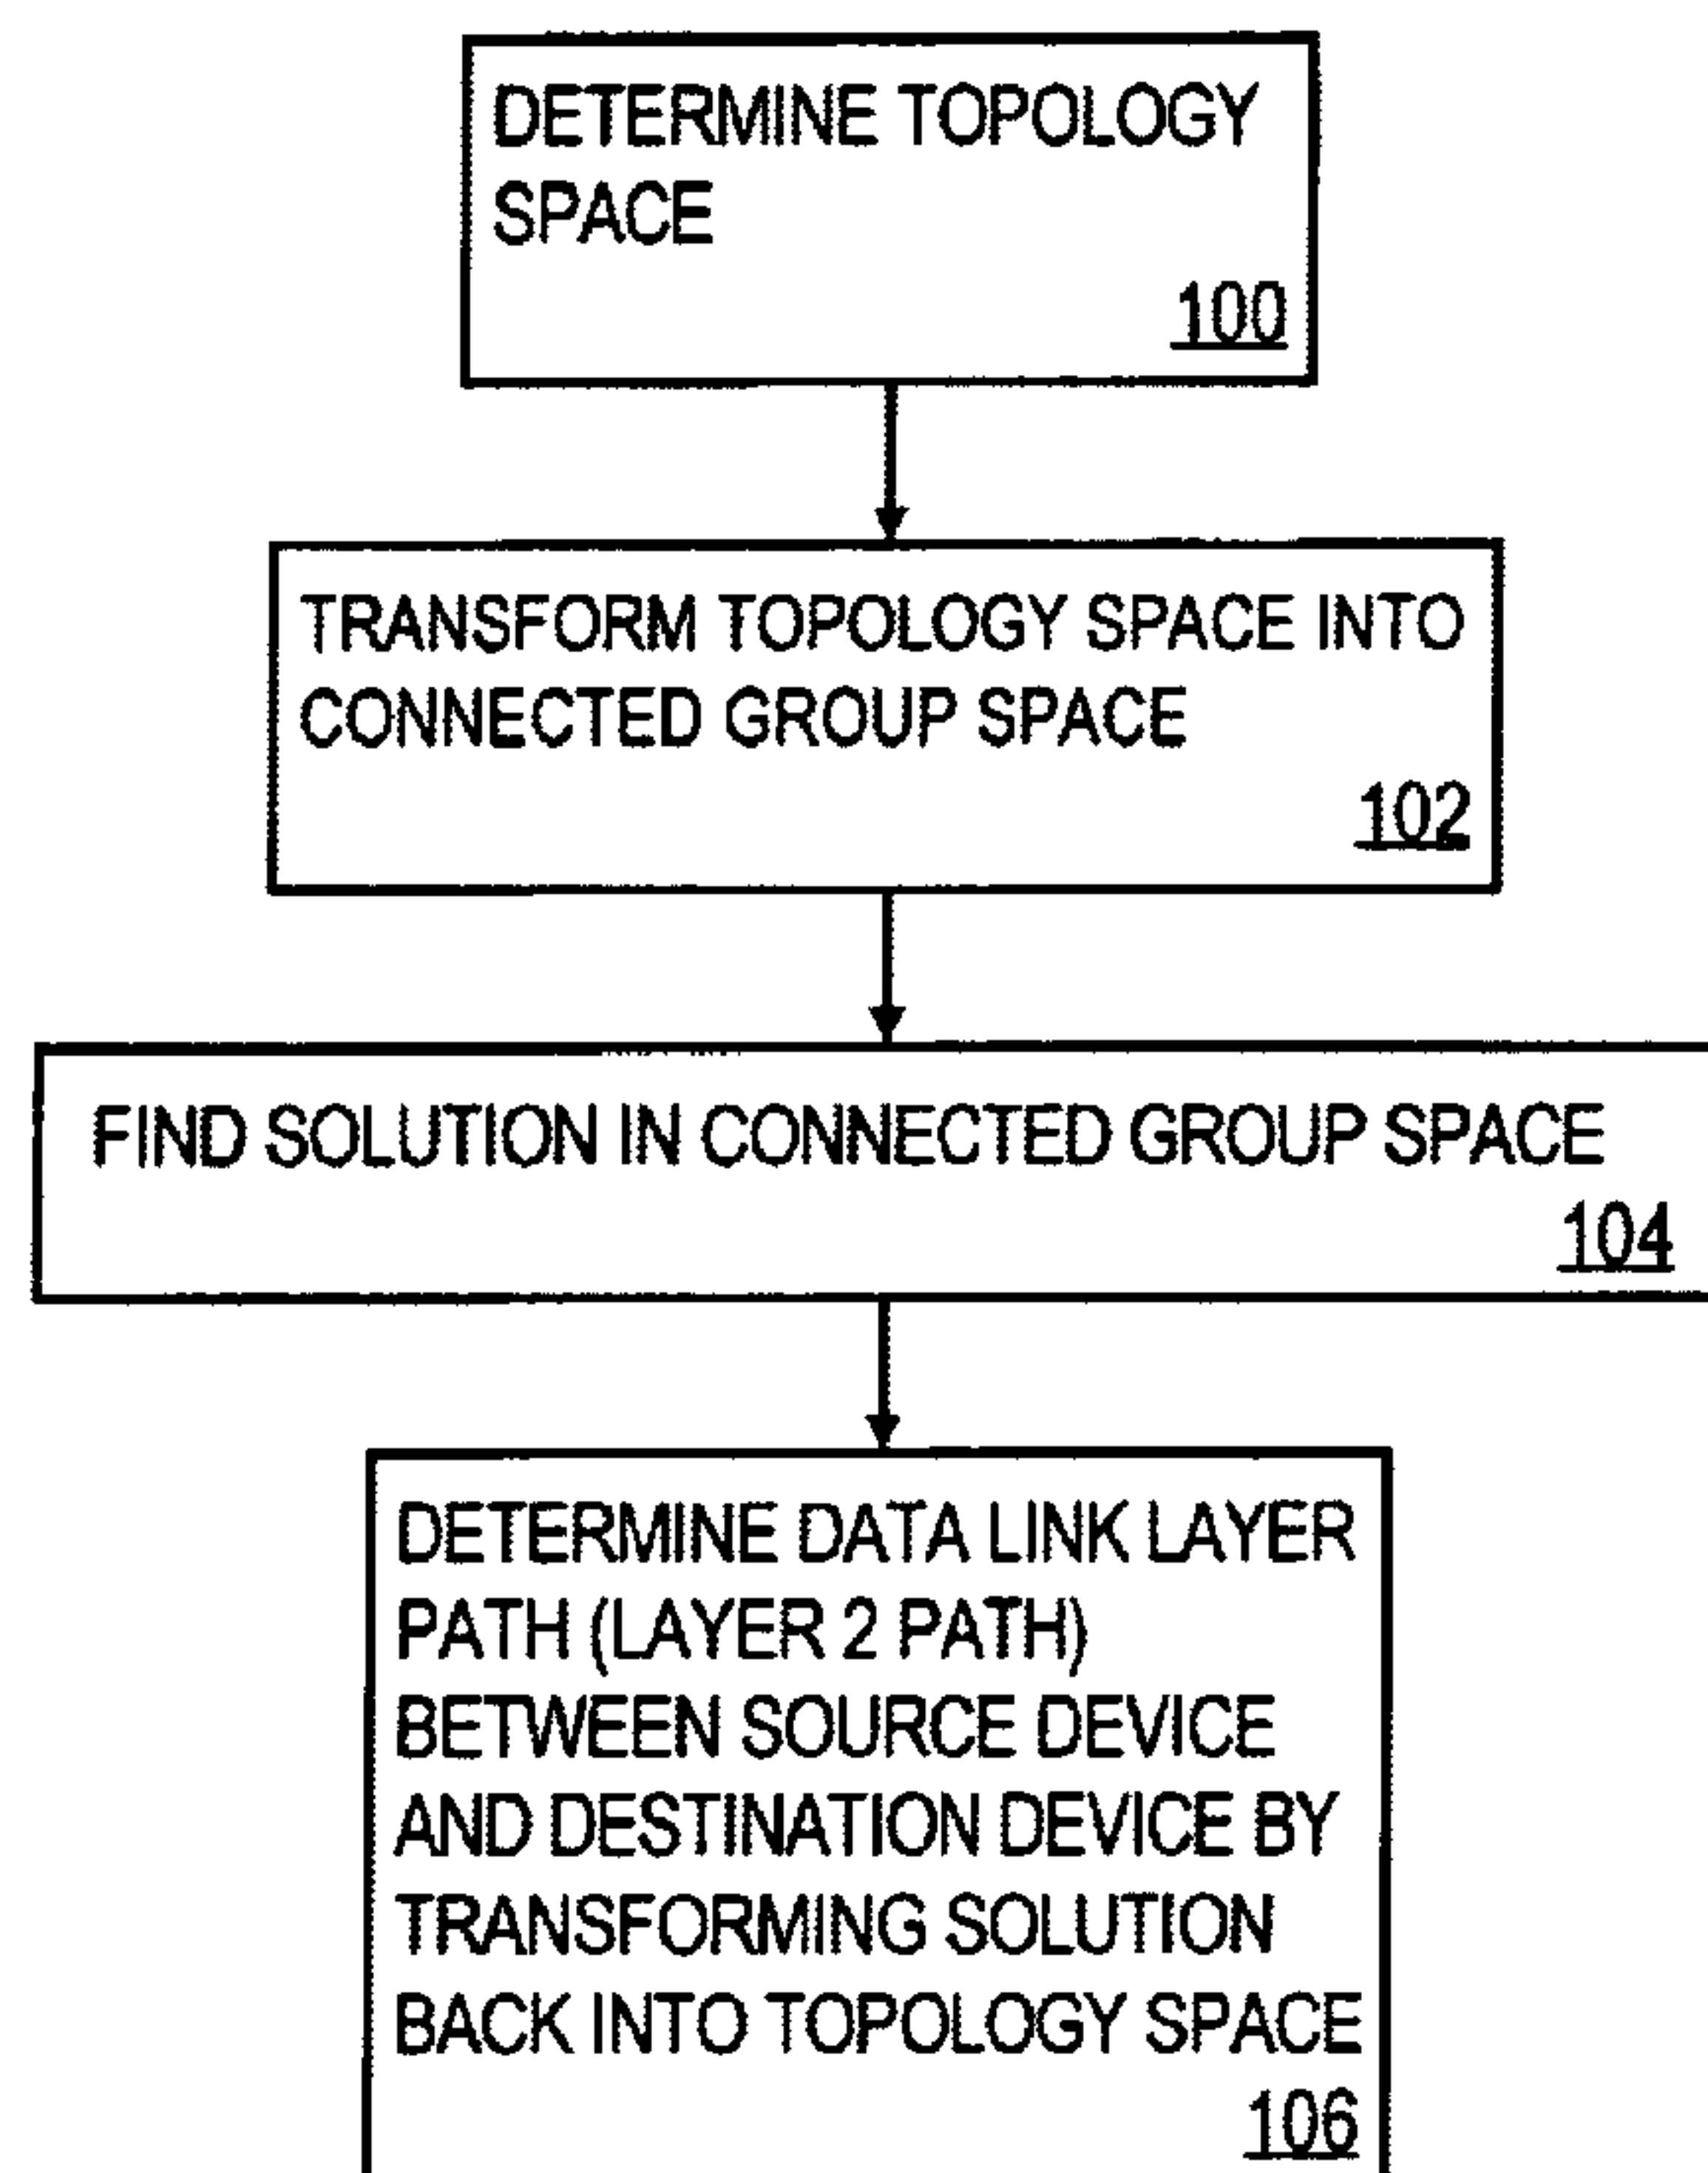 DETERMINE TOPOLOGY
SPACE
100
TRANSFORM TOPOLOGY SPACE INTO
CONNECTED GROUP SPACE
102
FIND SOLUTION IN CONNECTED GROUP SPACE
104
DETERMINE DATA LINK LAYER
PATH (LAYER 2 PATH)
BETWEEN SOURCE DEVICE
AND DESTINATION DEVICE BY
TRANSFORMING SOLUTION
BACK INTO TOPOLOGY SPACE
106